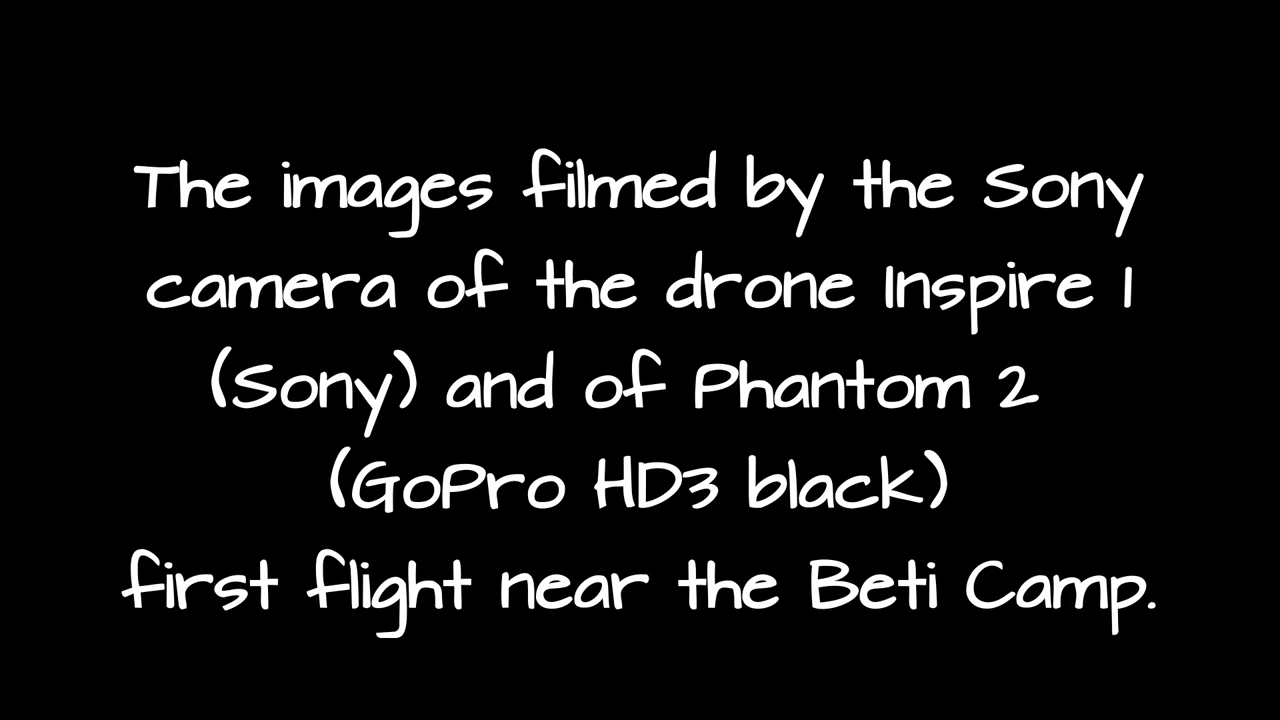 The images filmed by the Sony
camera of the drone Inspire 1
(Sony) and of Phantom 2
(GoPro HD3 black)
first flight near the Beti Camp.